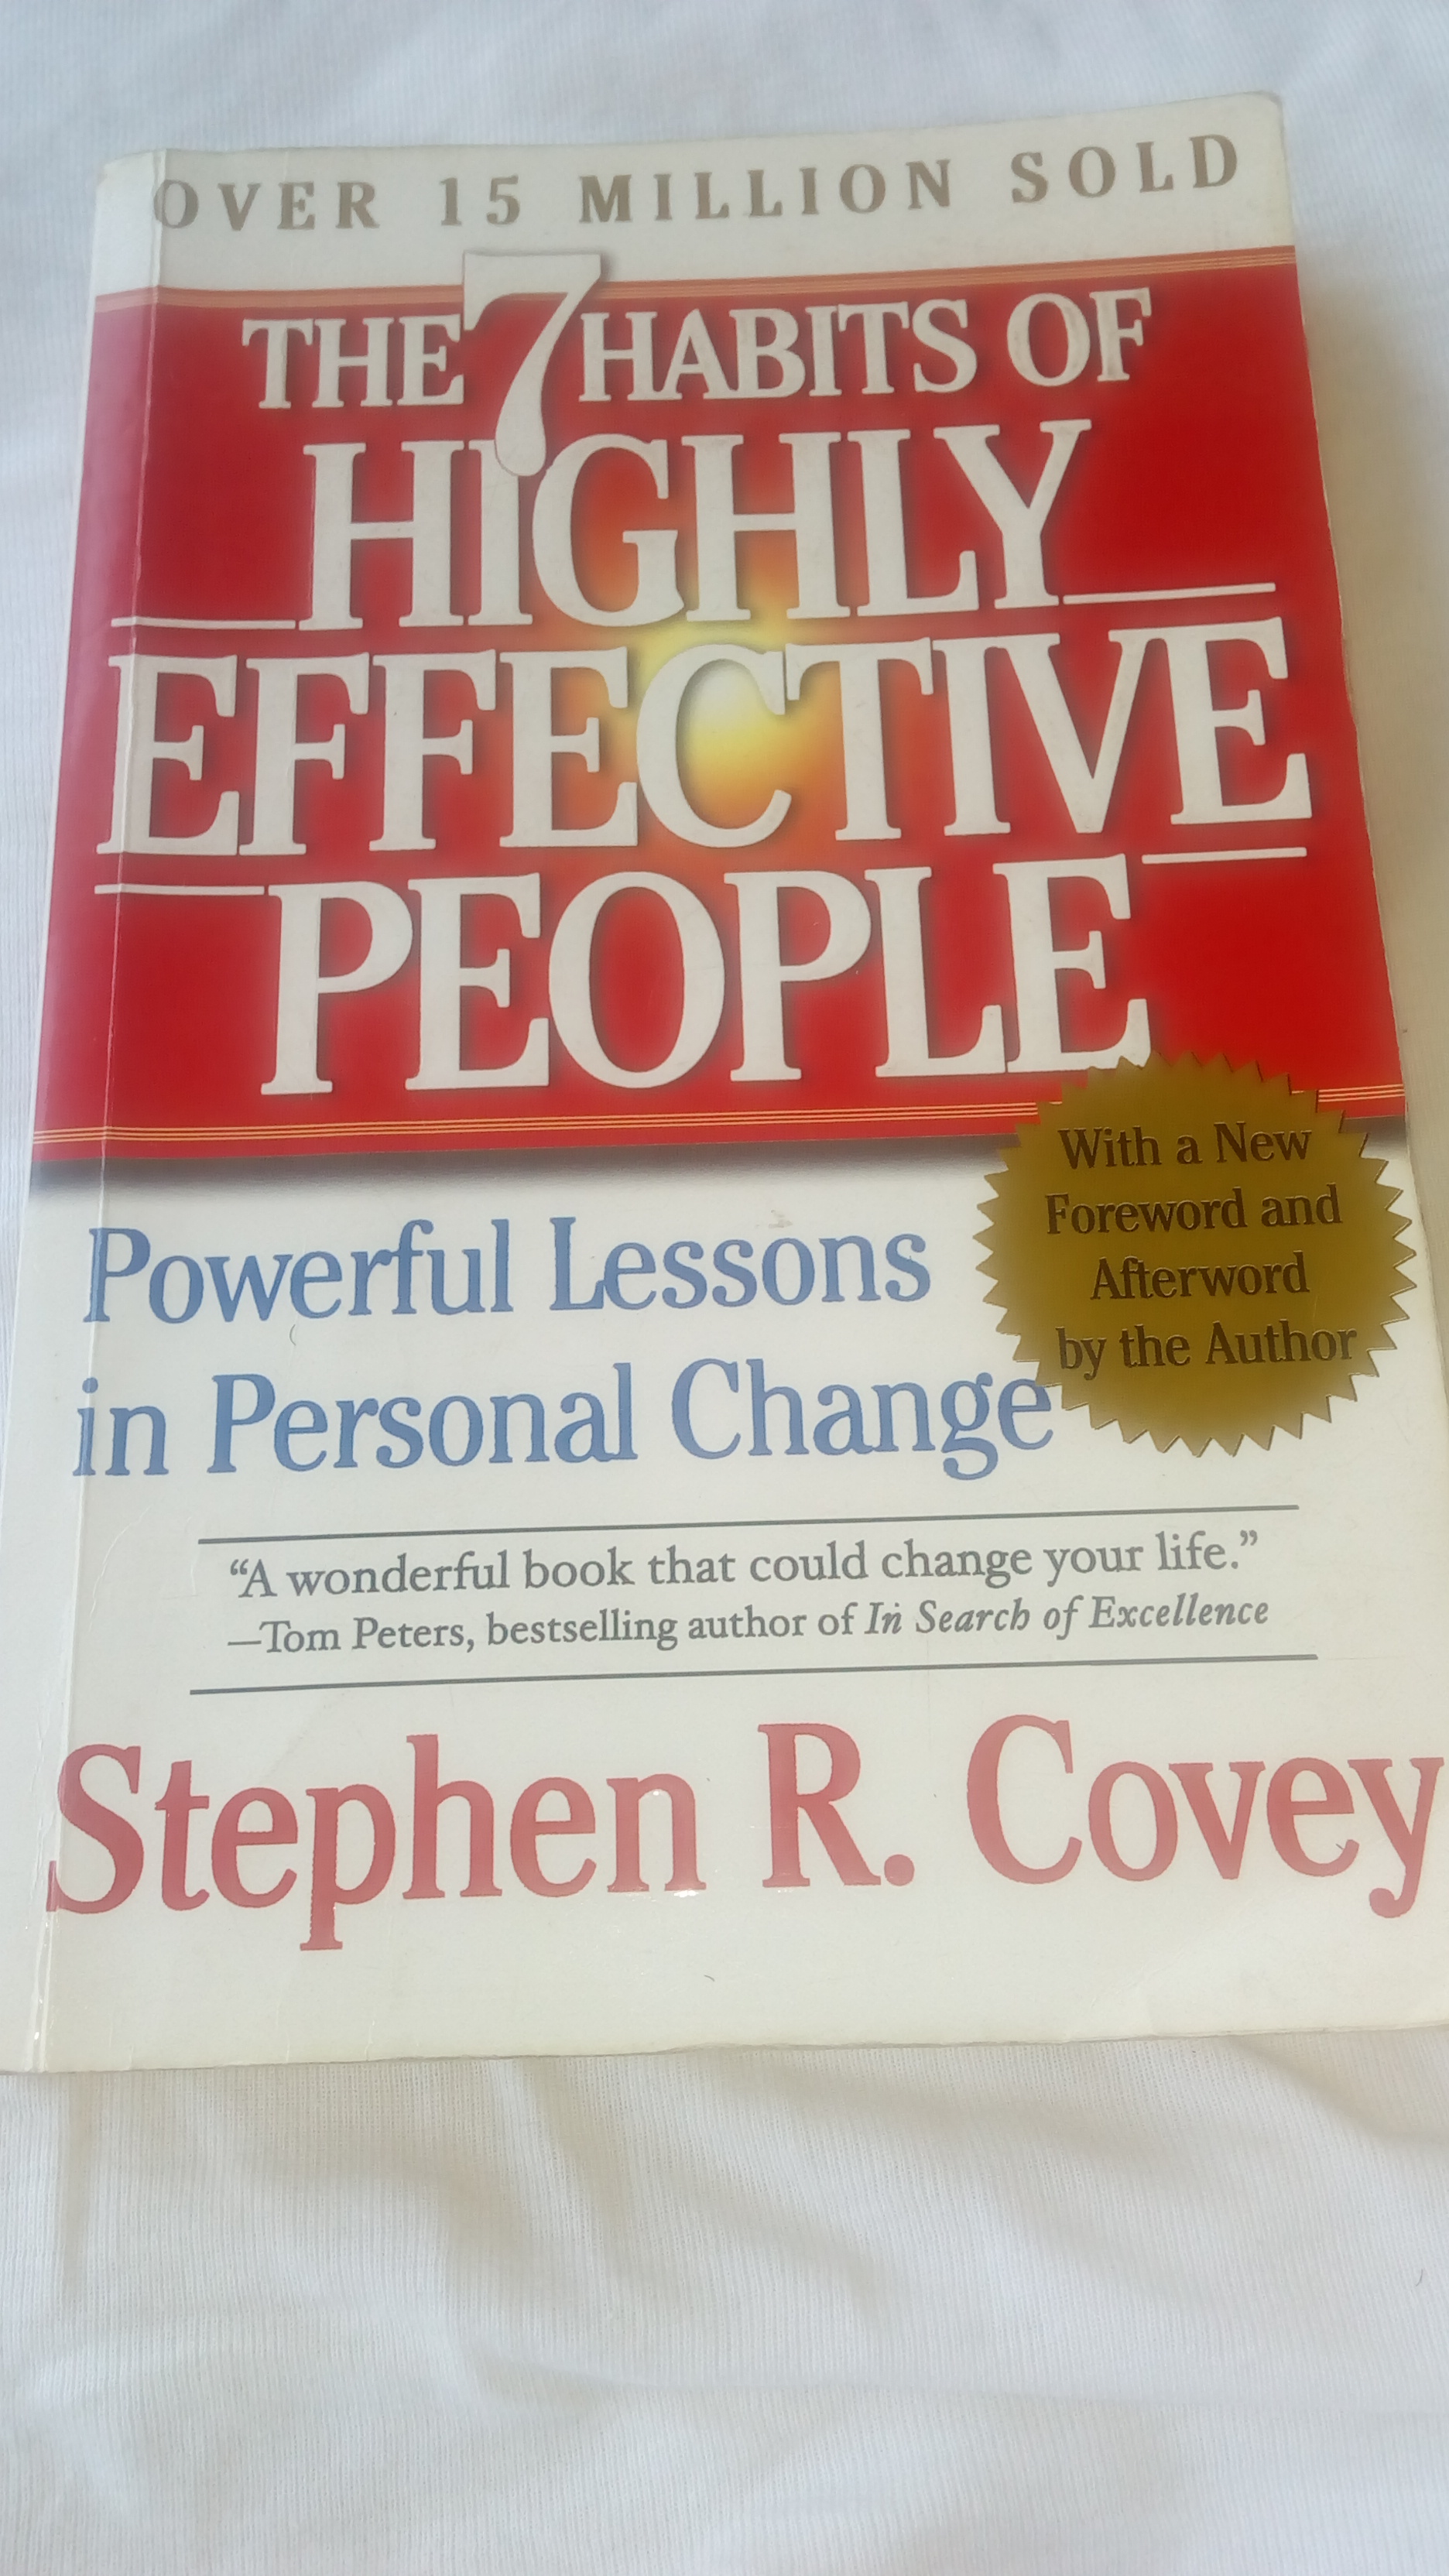 OVER 15 MILLION SOLD
THE 7 HABITS OF
HIGHLY
EFFECTIVE
PEOPLE
With a New
Foreword and
Afterword
by the Author
Powerful Lessons
in Personal Change
“A wonderful book that could change your life.”
—Tom Peters, bestselling author of In Search of Excellence
Stephen R. Covey